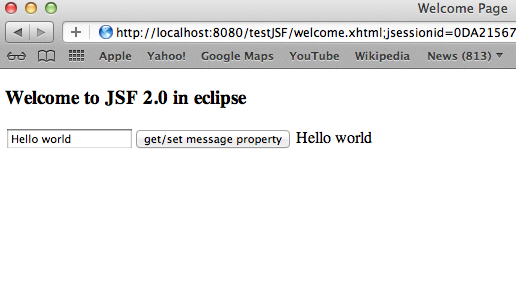 Welcome Page
http://localhost:8080/testJSF/welcome.xhtml;jsessionid=0DA21567
Apple Yahoo! Google Maps YouTube Wikipedia News (813)
Welcome to JSF 2.0 in eclipse
Hello world get/set message property Hello world